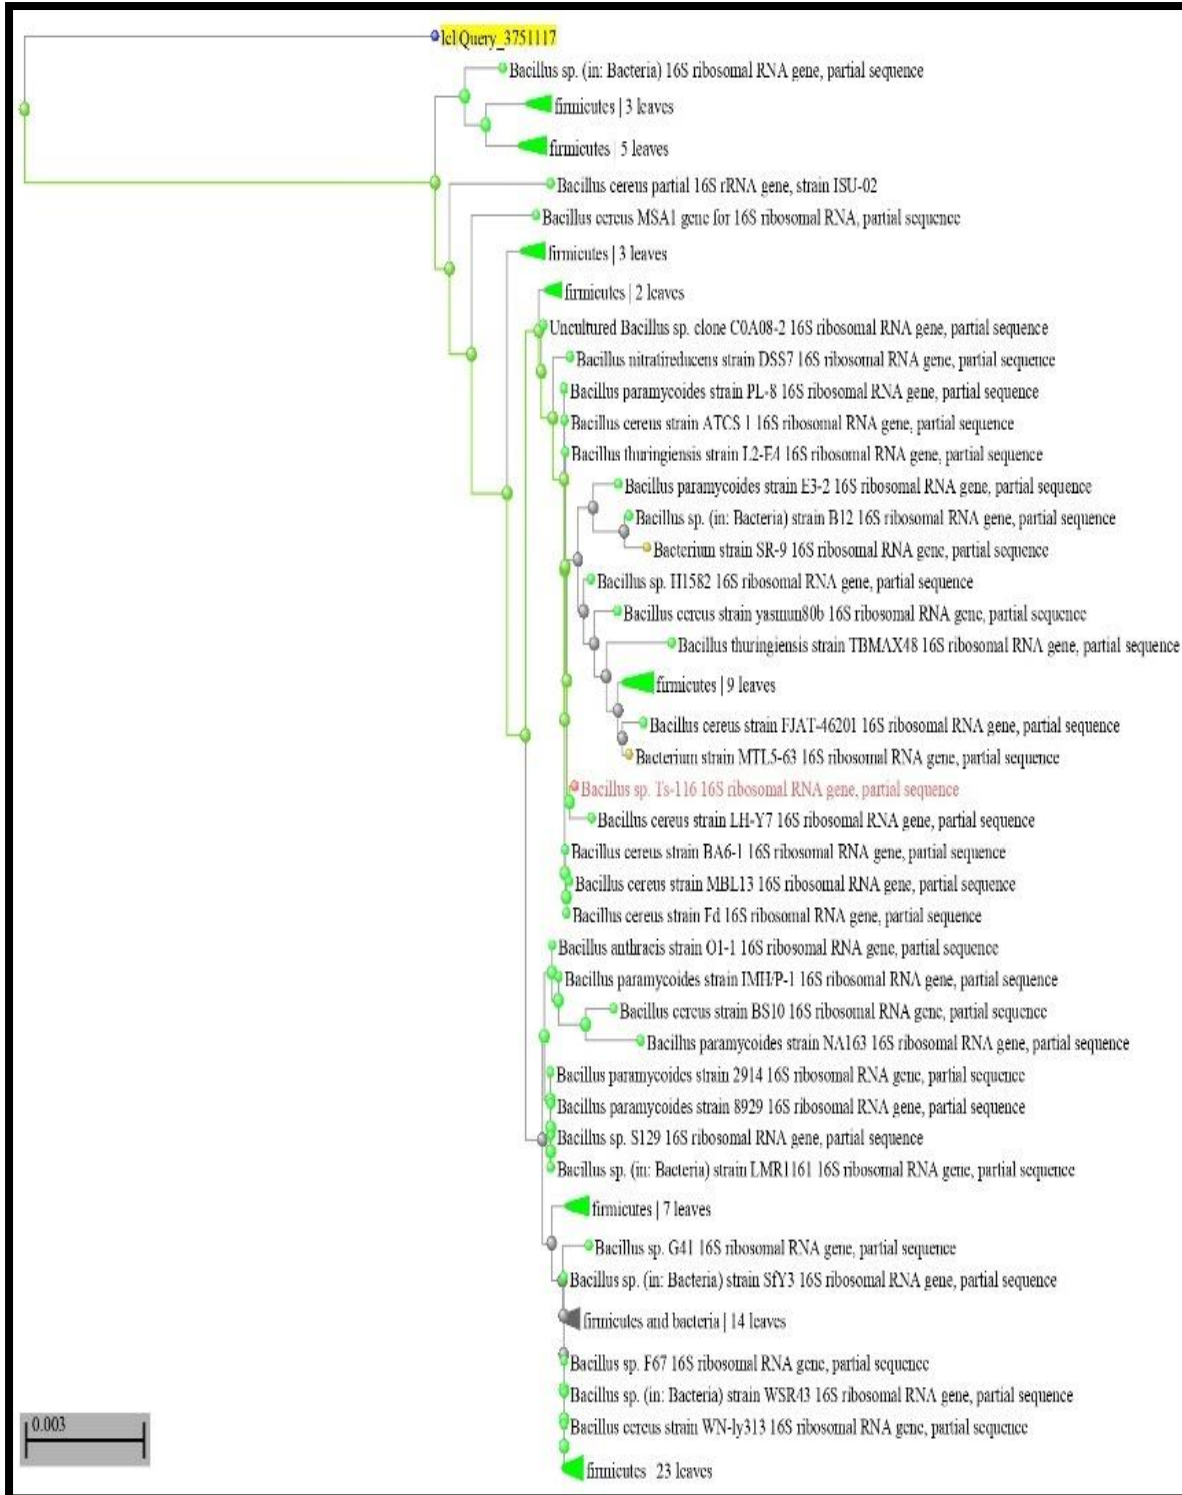 lcl|Query_3751117
Bacillus sp. (in: Bacteria) 16S ribosomal RNA gene, partial sequence
firmicutes | 3 leaves
firmicutes | 5 leaves
Bacillus cereus partial 16S rRNA gene, strain ISU-02
Bacillus cereus MSA1 gene for 16S ribosomal RNA, partial sequence
firmicutes | 3 leaves
firmicutes | 2 leaves
Uncultured Bacillus sp. clone C0A08-2 16S ribosomal RNA gene, partial sequence
Bacillus nitratireducens strain DSS7 16S ribosomal RNA gene, partial sequence
Bacillus paramycoides strain PL-8 16S ribosomal RNA gene, partial sequence
Bacillus cereus strain ATCS 1 16S ribosomal RNA gene, partial sequence
Bacillus thuringiensis strain L2-E4 16S ribosomal RNA gene, partial sequence
Bacillus paramycoides strain E3-2 16S ribosomal RNA gene, partial sequence
Bacillus sp. (in: Bacteria) strain B12 16S ribosomal RNA gene, partial sequence
Bacterium strain SR-9 16S ribosomal RNA gene, partial sequence
Bacillus sp. H1582 16S ribosomal RNA gene, partial sequence
Bacillus cereus strain yasmun80b 16S ribosomal RNA gene, partial sequence
Bacillus thuringiensis strain TBMAX48 16S ribosomal RNA gene, partial sequence
firmicutes | 9 leaves
Bacillus cereus strain FJAT-46201 16S ribosomal RNA gene, partial sequence
Bacterium strain MTL5-63 16S ribosomal RNA gene, partial sequence
Bacillus sp. Ts-116 16S ribosomal RNA gene, partial sequence
Bacillus cereus strain LH-Y7 16S ribosomal RNA gene, partial sequence
Bacillus cereus strain BA6-1 16S ribosomal RNA gene, partial sequence
Bacillus cereus strain MBL13 16S ribosomal RNA gene, partial sequence
Bacillus cereus strain Fd 16S ribosomal RNA gene, partial sequence
Bacillus anthracis strain O1-1 16S ribosomal RNA gene, partial sequence
Bacillus paramycoides strain IMH/P-1 16S ribosomal RNA gene, partial sequence
Bacillus cereus strain BS10 16S ribosomal RNA gene, partial sequence
Bacillus paramycoides strain NA163 16S ribosomal RNA gene, partial sequence
Bacillus paramycoides strain 2914 16S ribosomal RNA gene, partial sequence
Bacillus paramycoides strain 8929 16S ribosomal RNA gene, partial sequence
Bacillus sp. S129 16S ribosomal RNA gene, partial sequence
Bacillus sp. (in: Bacteria) strain LMR1161 16S ribosomal RNA gene, partial sequence
firmicutes | 7 leaves
Bacillus sp. G41 16S ribosomal RNA gene, partial sequence
Bacillus sp. (in: Bacteria) strain SfY3 16S ribosomal RNA gene, partial sequence
firmicutes and bacteria | 14 leaves
Bacillus sp. F67 16S ribosomal RNA gene, partial sequence
Bacillus sp. (in: Bacteria) strain WSR43 16S ribosomal RNA gene, partial sequence
Bacillus cereus strain WN-ly313 16S ribosomal RNA gene, partial sequence
firmicutes 23 leaves
0.003